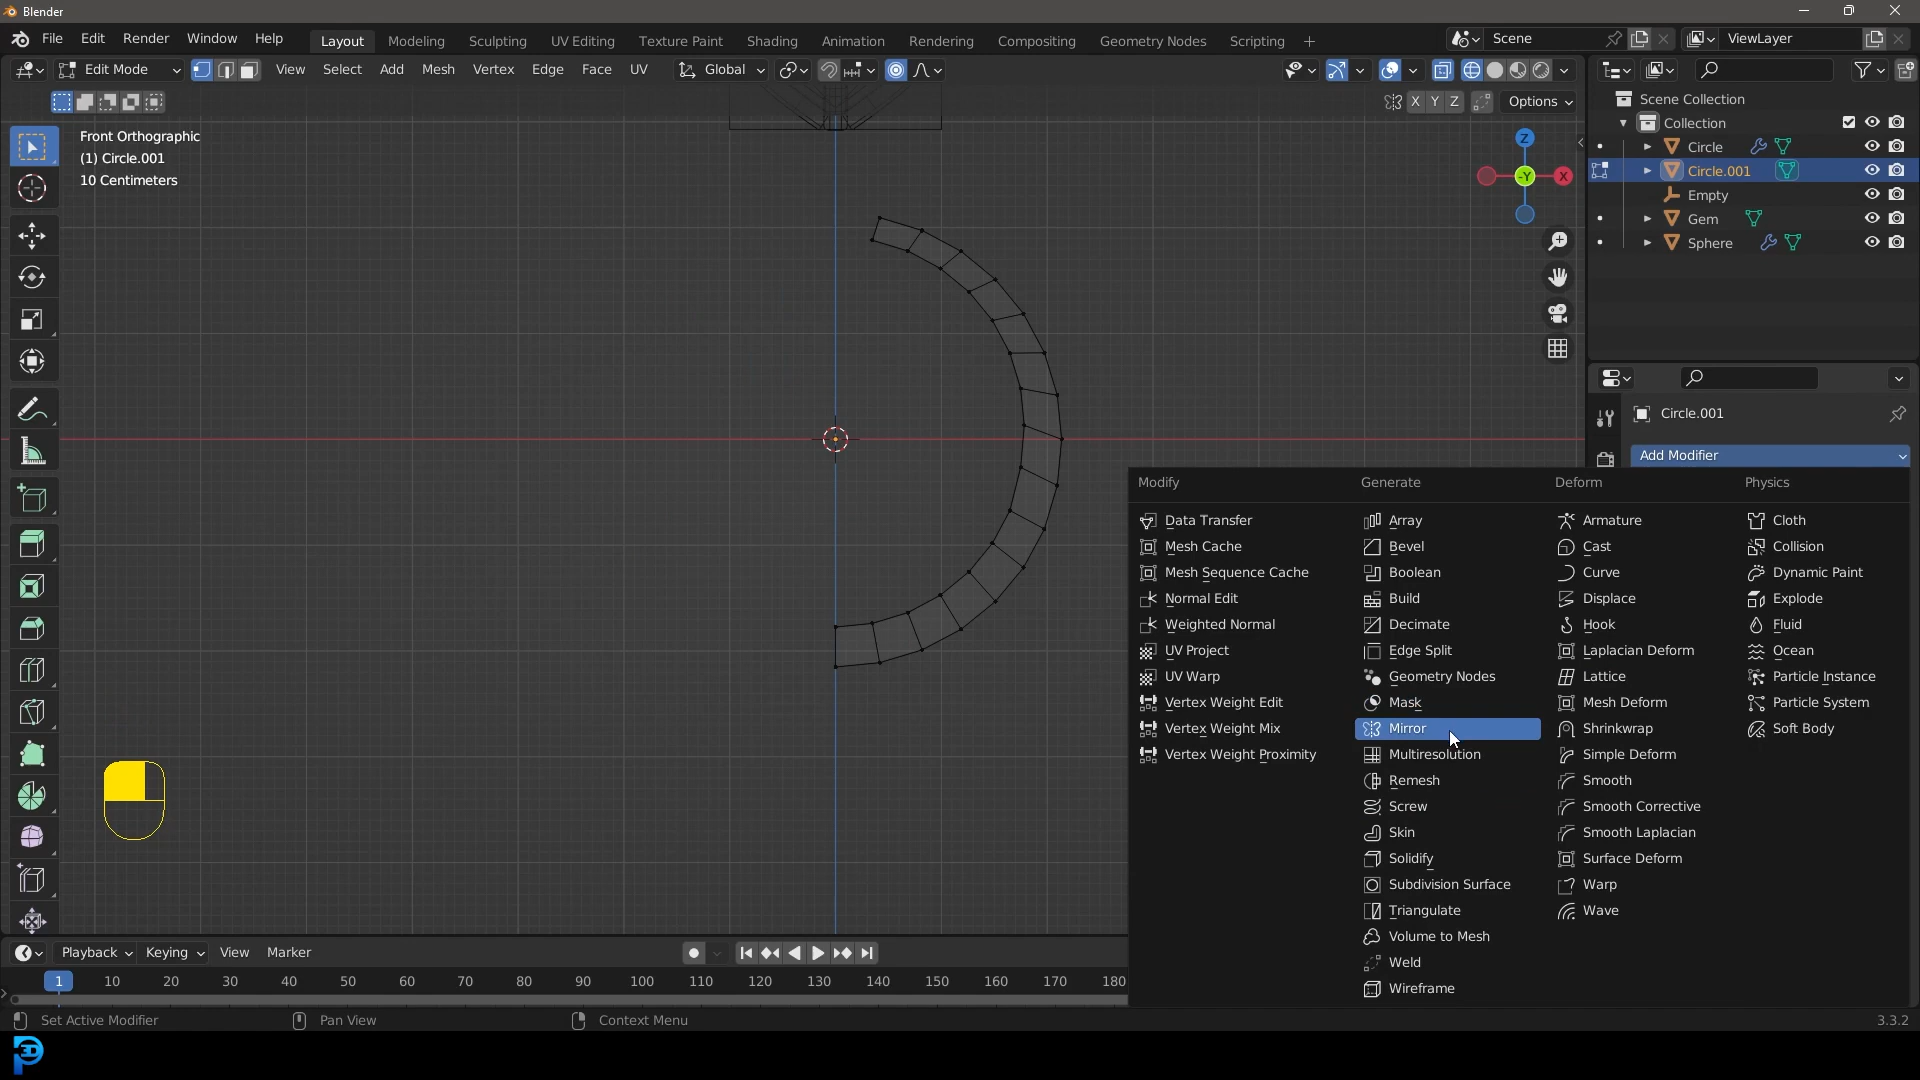 Blender
File Edit Render Window Help Layout Modeling Sculpting UV Editing Texture Paint Shading Animation Rendering Compositing Geometry Nodes Scripting + Scene ViewLayer
Edit Mode View Select Add Mesh Vertex Edge Face UV Global
X Y Z Options
Front Orthographic
(1) Circle.001
10 Centimeters
Z
-Y X
Scene Collection
Collection
Circle
Circle.001
Empty
Gem
Sphere
Circle.001
Add Modifier
Modify Generate Deform Physics
Data Transfer Array Armature Cloth
Mesh Cache Bevel Cast Collision
Mesh Sequence Cache Boolean Curve Dynamic Paint
Normal Edit Build Displace Explode
Weighted Normal Decimate Hook Fluid
UV Project Edge Split Laplacian Deform Ocean
UV Warp Geometry Nodes Lattice Particle Instance
Vertex Weight Edit Mask Mesh Deform Particle System
Vertex Weight Mix Mirror Shrinkwrap Soft Body
Vertex Weight Proximity Multiresolution Simple Deform
Remesh Smooth
Screw Smooth Corrective
Skin Smooth Laplacian
Solidify Surface Deform
Subdivision Surface Warp
Triangulate Wave
Volume to Mesh
Weld
Wireframe
Playback Keying View Marker
1 10 20 30 40 50 60 70 80 90 100 110 120 130 140 150 160 170 180
Set Active Modifier Pan View Context Menu 3.3.2
3D